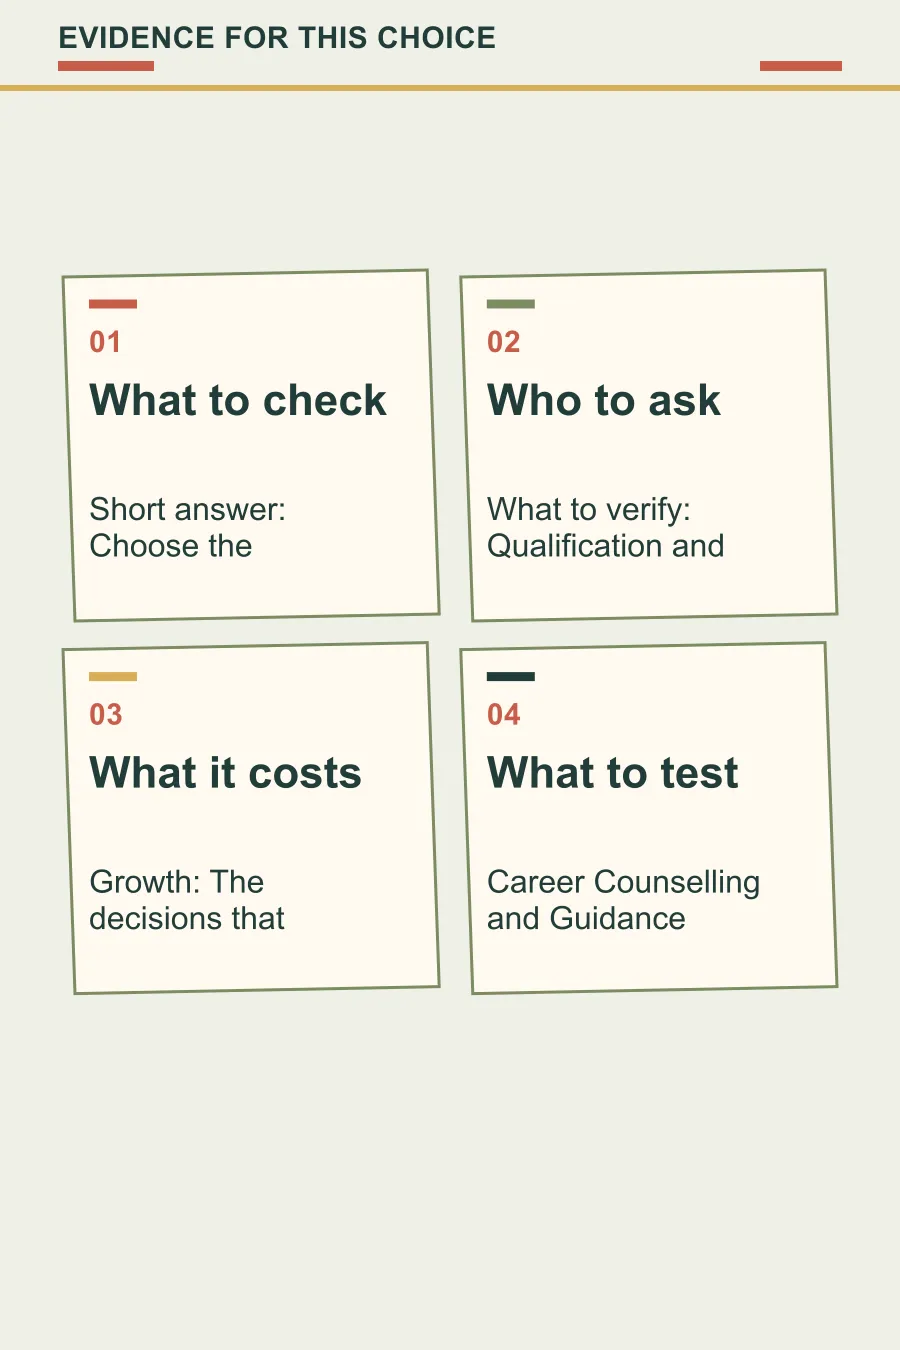 EVIDENCE FOR THIS CHOICE
01
What to check
Short answer:
Choose the
02
Who to ask
What to verify:
Qualification and
03
What it costs
Growth: The
decisions that
04
What to test
Career Counselling
and Guidance